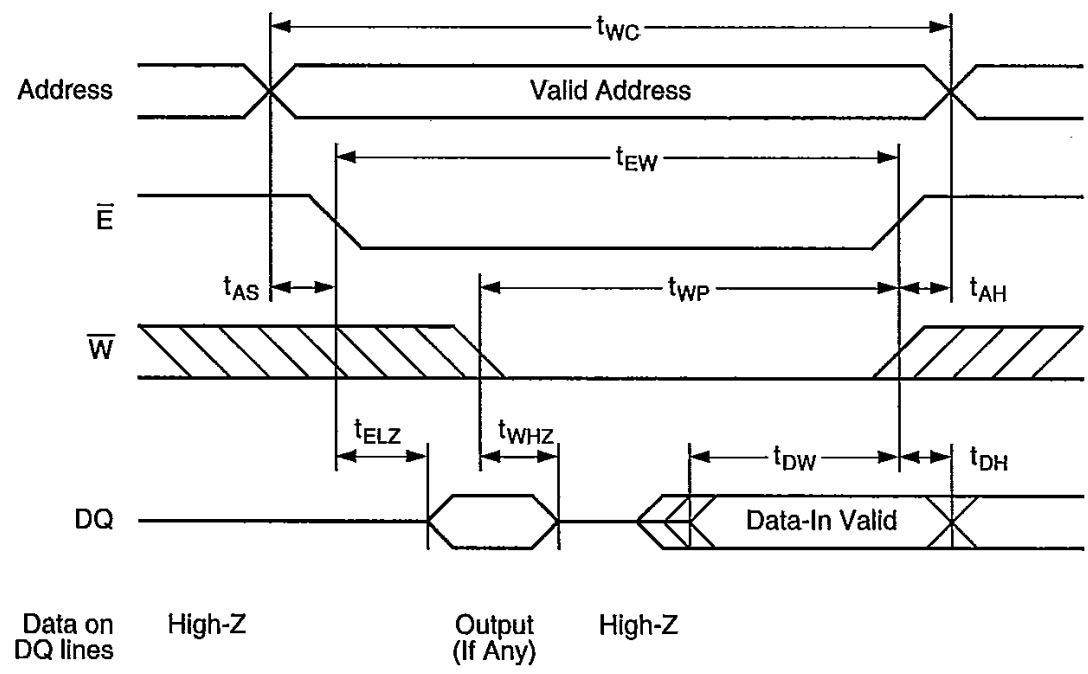 tWC
Address
Valid Address
tEW
E̅
tAS
tWP
tAH
W̅
tELZ
tWHZ
tDW
tDH
DQ
Data-In Valid
Data on
DQ lines
High-Z
Output
(If Any)
High-Z